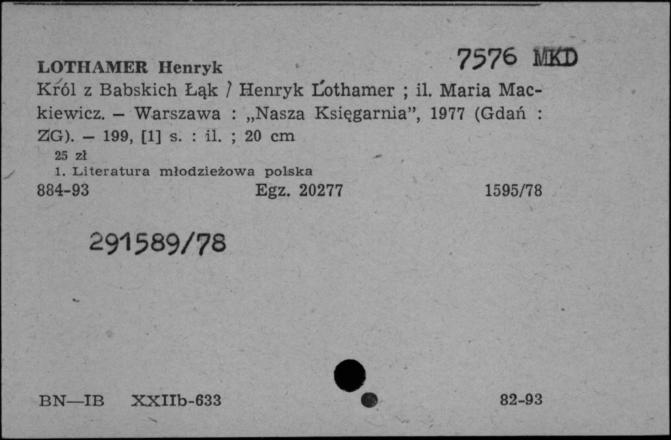 7576 MKD
LOTHAMER Henryk
Król z Babskich Łąk / Henryk Lothamer ; il. Maria Mac-
kiewicz. — Warszawa : „Nasza Księgarnia”, 1977 (Gdań :
ZG). — 199, [1] s. : il. ; 20 cm
25 zł
1. Literatura młodzieżowa polska
884-93 Egz. 20277 1595/78
291589/78
BN—IB XXIIb-633 82-93